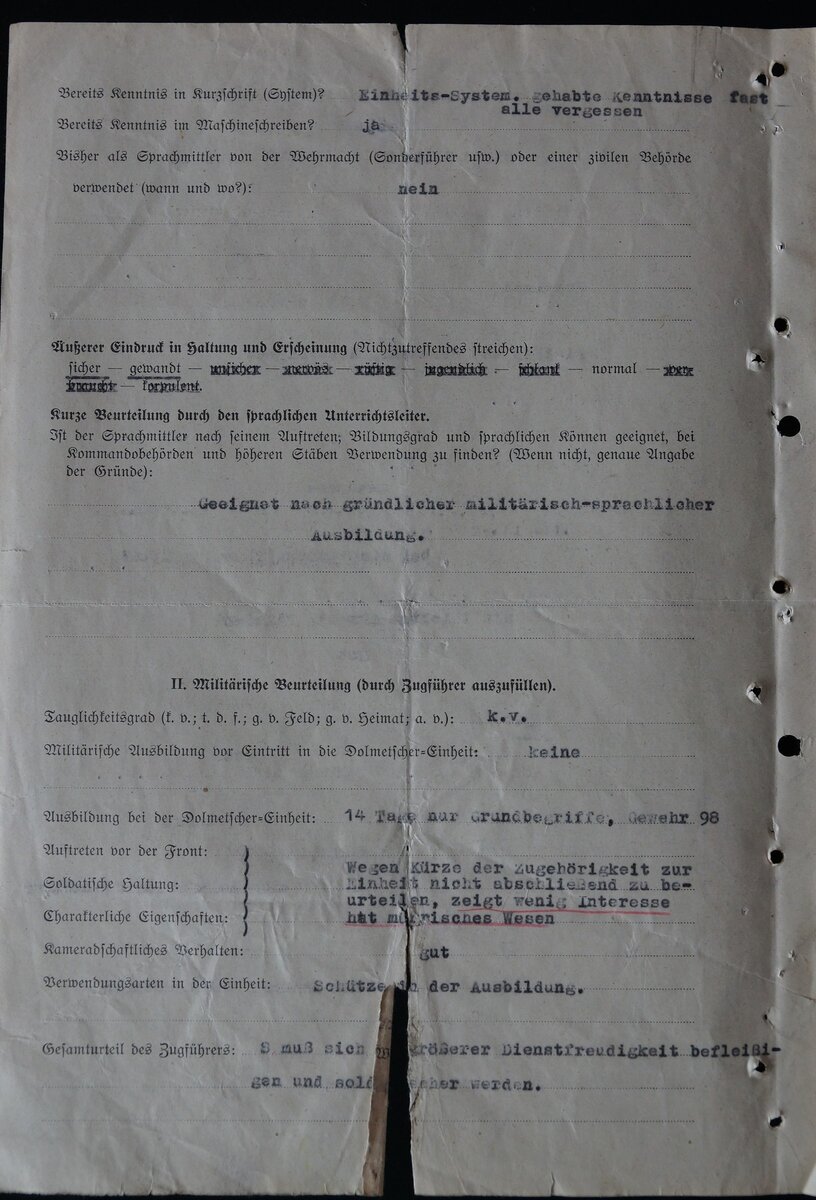 Bereits Kenntnis in Kurzschrift (System)? Einheits-System. gehabte Kenntnisse fast
alle vergessen
Bereits Kenntnis im Maschineschreiben? ja
Bisher als Sprachmittler von der Wehrmacht (Sonderführer usw.) oder einer zivilen Behörde
verwendet (wann und wo?): nein
Äußerer Eindruck in Haltung und Erscheinung (Nichtzutreffendes streichen):
sicher — gewandt — unsicher — nervös — kräftig — jugendlich — schlank — normal —
— korpulent.
Kurze Beurteilung durch den sprachlichen Unterrichtsleiter.
Ist der Sprachmittler nach seinem Auftreten, Bildungsgrad und sprachlichen Können geeignet, bei
Kommandobehörden und höheren Stäben Verwendung zu finden? (Wenn nicht, genaue Angabe
der Gründe):
Geeignet nach gründlicher militärisch-sprachlicher
Ausbildung.
II. Militärische Beurteilung (durch Zugführer auszufüllen).
Tauglichkeitsgrad (k. v.; t. d. f.; g. v. Feld; g. v. Heimat; a. v.): k.v.
Militärische Ausbildung vor Eintritt in die Dolmetscher-Einheit: keine
Ausbildung bei der Dolmetscher-Einheit: 14 Tage nur Grundbegriffe, Gewehr 98
Auftreten vor der Front:
Wegen Kürze der Zugehörigkeit zur
Soldatische Haltung: Einheit nicht abschließend zu be-
urteilen, zeigt wenig Interesse
Charakterliche Eigenschaften: hat mürrisches Wesen
Kameradschaftliches Verhalten: gut
Verwendungsarten in der Einheit: Schütze in der Ausbildung.
Gesamturteil des Zugführers: S muß sich größerer Dienstfreudigkeit befleißi-
gen und soldatischer werden.